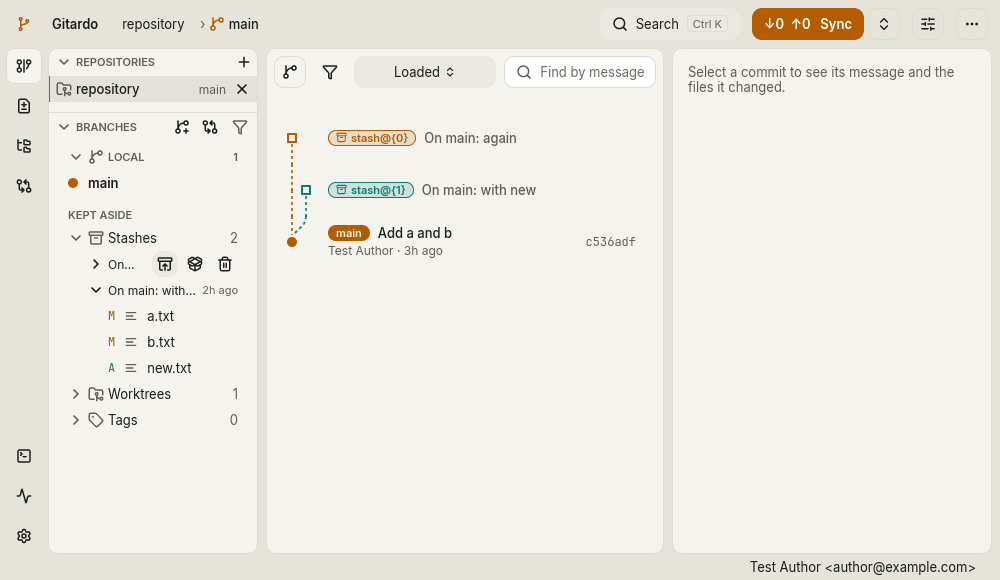 Gitardo repository › main
Search Ctrl K
↓0 ↑0 Sync
REPOSITORIES
repository main
BRANCHES
LOCAL 1
main
KEPT ASIDE
Stashes 2
On...
On main: with... 2h ago
M a.txt
M b.txt
A new.txt
Worktrees 1
Tags 0
Loaded
Find by message
stash@{0} On main: again
stash@{1} On main: with new
main Add a and b
Test Author · 3h ago
c536adf
Select a commit to see its message and the
files it changed.
Test Author <author@example.com>